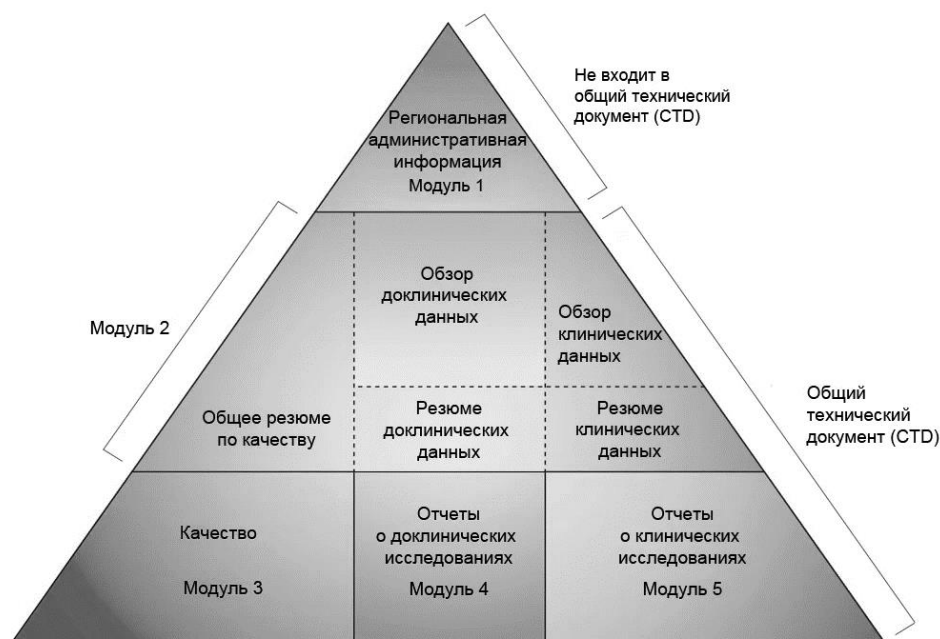 Региональная
административная
информация
Модуль 1
Не входит в
общий технический
документ (CTD)
Модуль 2
Обзор
доклинических
данных
Обзор
клинических
данных
Общее резюме
по качеству
Резюме
доклинических
данных
Резюме
клинических
данных
Общий
технический
документ (CTD)
Качество
Модуль 3
Отчеты
о доклинических
исследованиях
Модуль 4
Отчеты
о клинических
исследованиях
Модуль 5